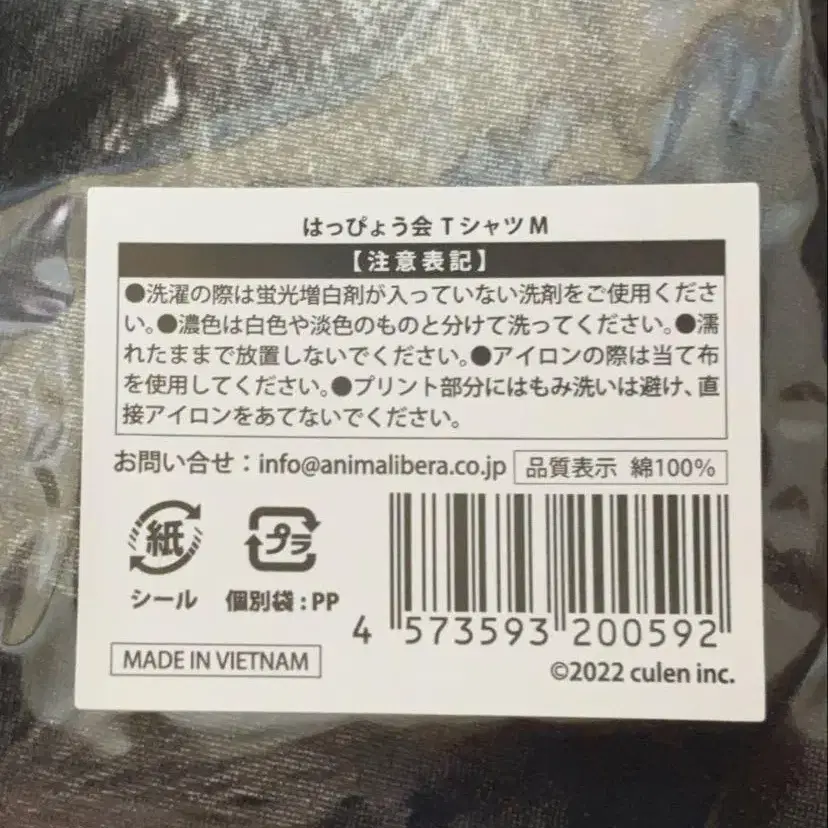 はっぴょう会 TシャツM
【注意表記】
●洗濯の際は蛍光増白剤が入っていない洗剤をご使用くださ
い。●濃色は白色や淡色のものと分けて洗ってください。●濡
れたままで放置しないでください。●アイロンの際は当て布
を使用してください。●プリント部分にはもみ洗いは避け、直
接アイロンをあてないでください。
お問い合せ：info@animalibera.co.jp 品質表示 綿100%
紙 プラ
シール 個別袋：PP
4 573593 200592
MADE IN VIETNAM
©2022 culen inc.